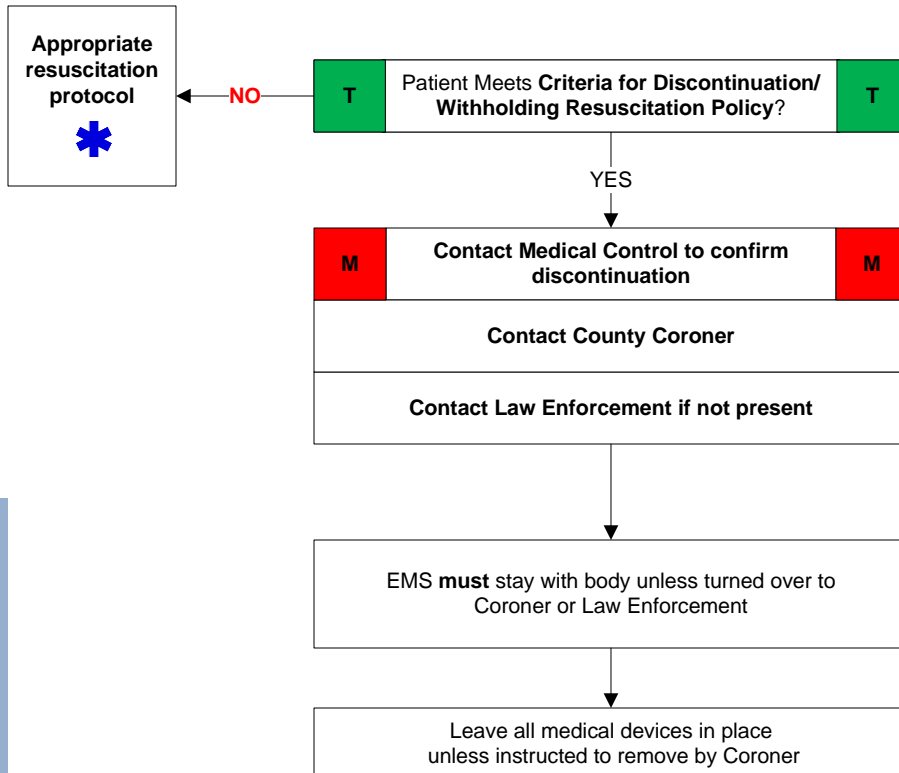 Appropriate
resuscitation
protocol
NO
T
Patient Meets Criteria for Discontinuation/
Withholding Resuscitation Policy?
T
YES
M
Contact Medical Control to confirm
discontinuation
M
Contact County Coroner
Contact Law Enforcement if not present
EMS must stay with body unless turned over to
Coroner or Law Enforcement
Leave all medical devices in place
unless instructed to remove by Coroner